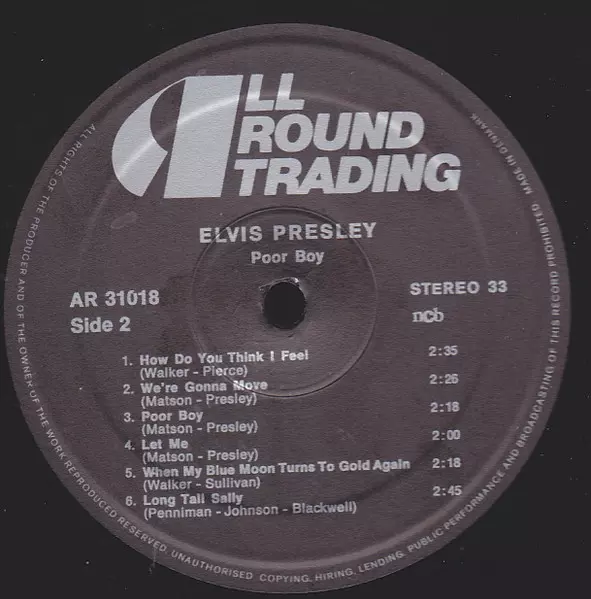 ALL
ROUND
TRADING
ELVIS PRESLEY
Poor Boy
AR 31018
STEREO 33
Side 2
ncb
1. How Do You Think I Feel 2:35
(Walker - Pierce)
2. We're Gonna Move 2:26
(Matson - Presley)
3. Poor Boy 2:18
(Matson - Presley)
4. Let Me 2:00
(Matson - Presley)
5. When My Blue Moon Turns To Gold Again 2:18
(Walker - Sullivan)
6. Long Tall Sally 2:45
(Penniman - Johnson - Blackwell)
ALL RIGHTS OF THE PRODUCER AND OF THE OWNER OF THE WORK REPRODUCED RESERVED. UNAUTHORISED COPYING, HIRING, LENDING, PUBLIC PERFORMANCE AND BROADCASTING OF THIS RECORD PROHIBITED. MADE IN DENMARK